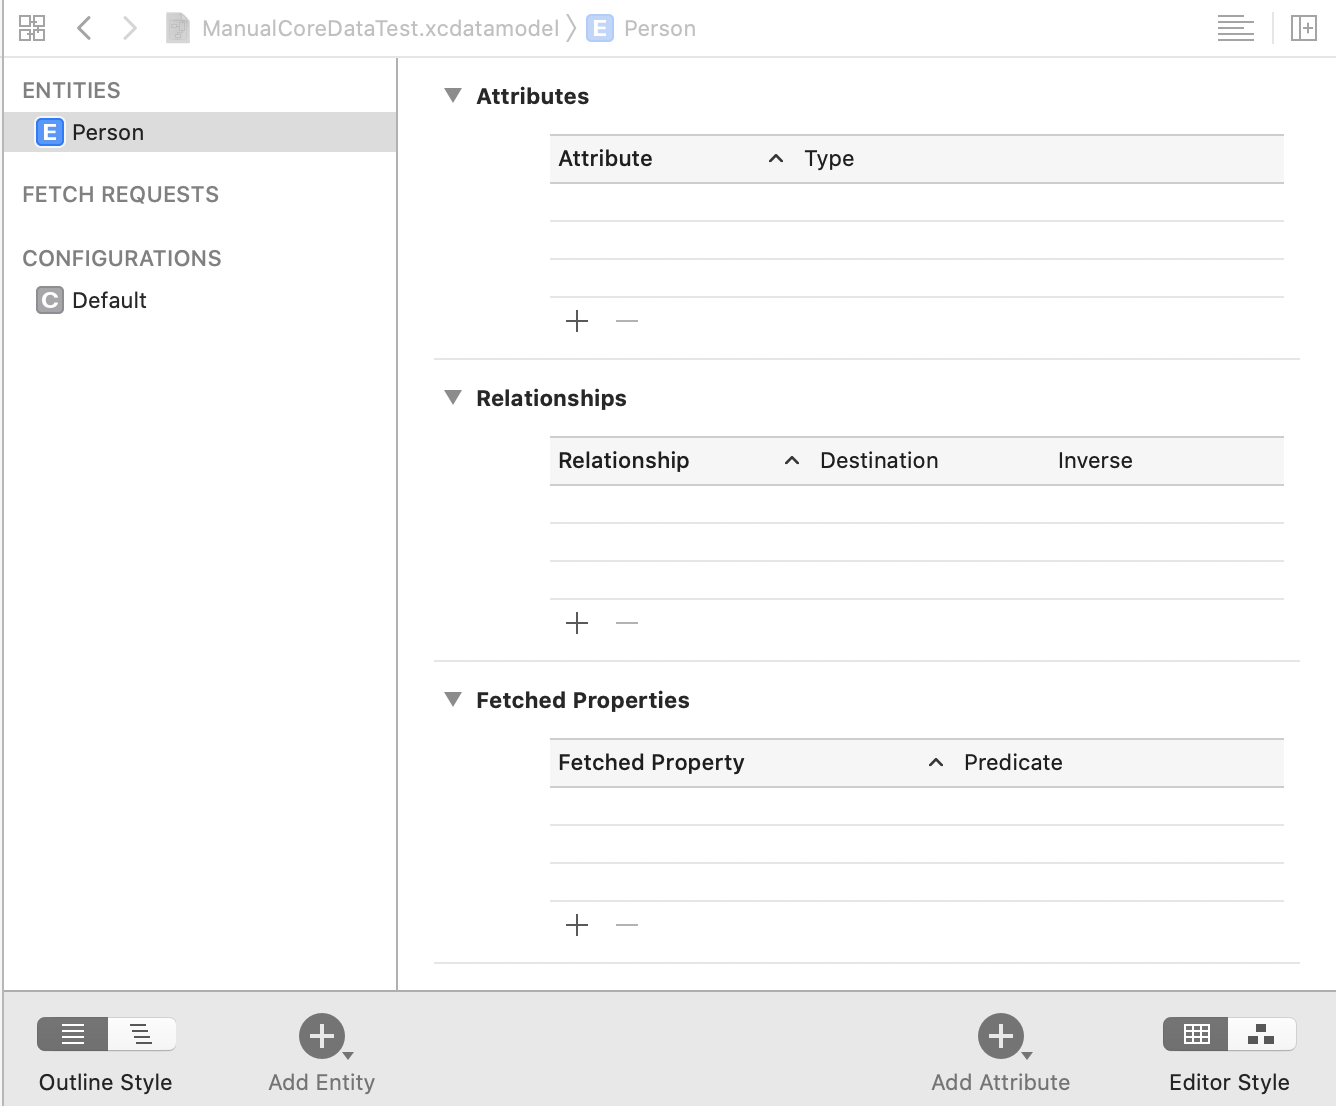 ManualCoreDataTest.xcdatamodel
E Person
ENTITIES
E Person
FETCH REQUESTS
CONFIGURATIONS
C Default
Attributes
Attribute Type
Relationships
Relationship Destination Inverse
Fetched Properties
Fetched Property Predicate
Outline Style
Add Entity
Add Attribute
Editor Style